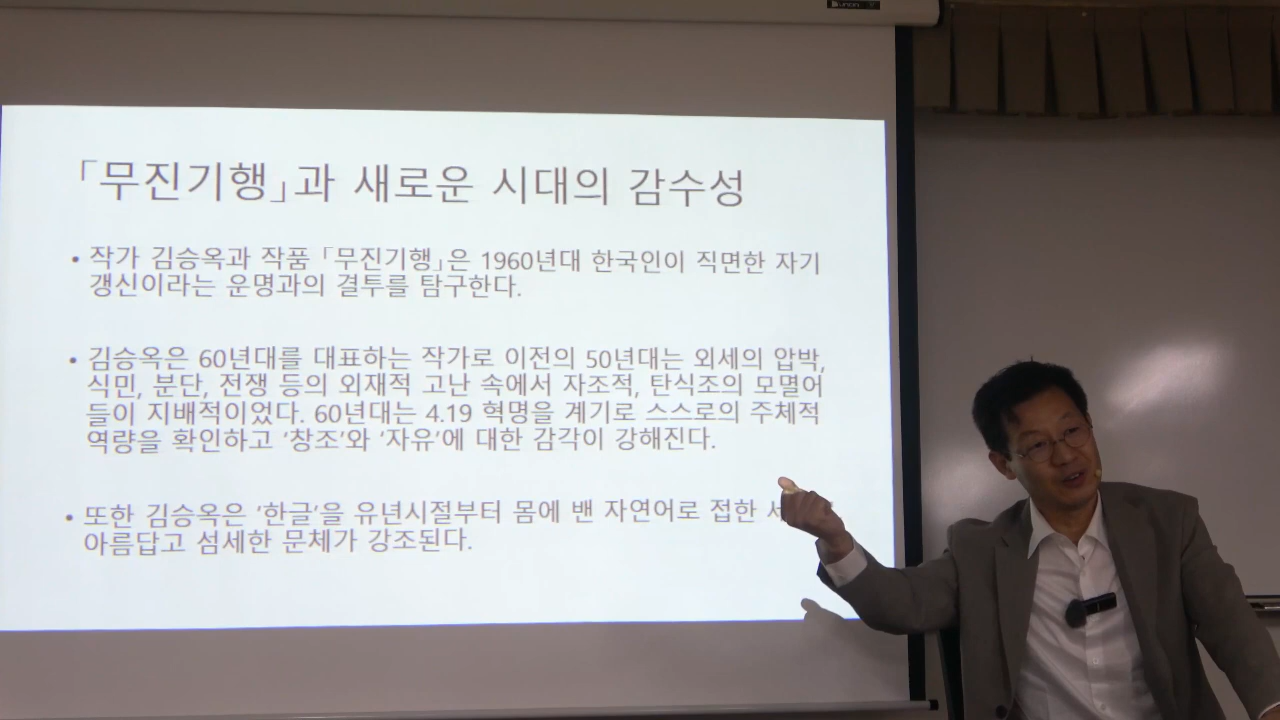 「무진기행」과 새로운 시대의 감수성
• 작가 김승옥과 작품 「무진기행」은 1960년대 한국인이 직면한 자기
갱신이라는 운명과의 결투를 탐구한다.
• 김승옥은 60년대를 대표하는 작가로 이전의 50년대는 외세의 압박,
식민, 분단, 전쟁 등의 외재적 고난 속에서 자조적, 탄식조의 모멸어
들이 지배적이었다. 60년대는 4.19 혁명을 계기로 스스로의 주체적
역량을 확인하고 ‘창조’와 ‘자유’에 대한 감각이 강해진다.
• 또한 김승옥은 ‘한글’을 유년시절부터 몸에 밴 자연어로 접한
아름답고 섬세한 문체가 강조된다.